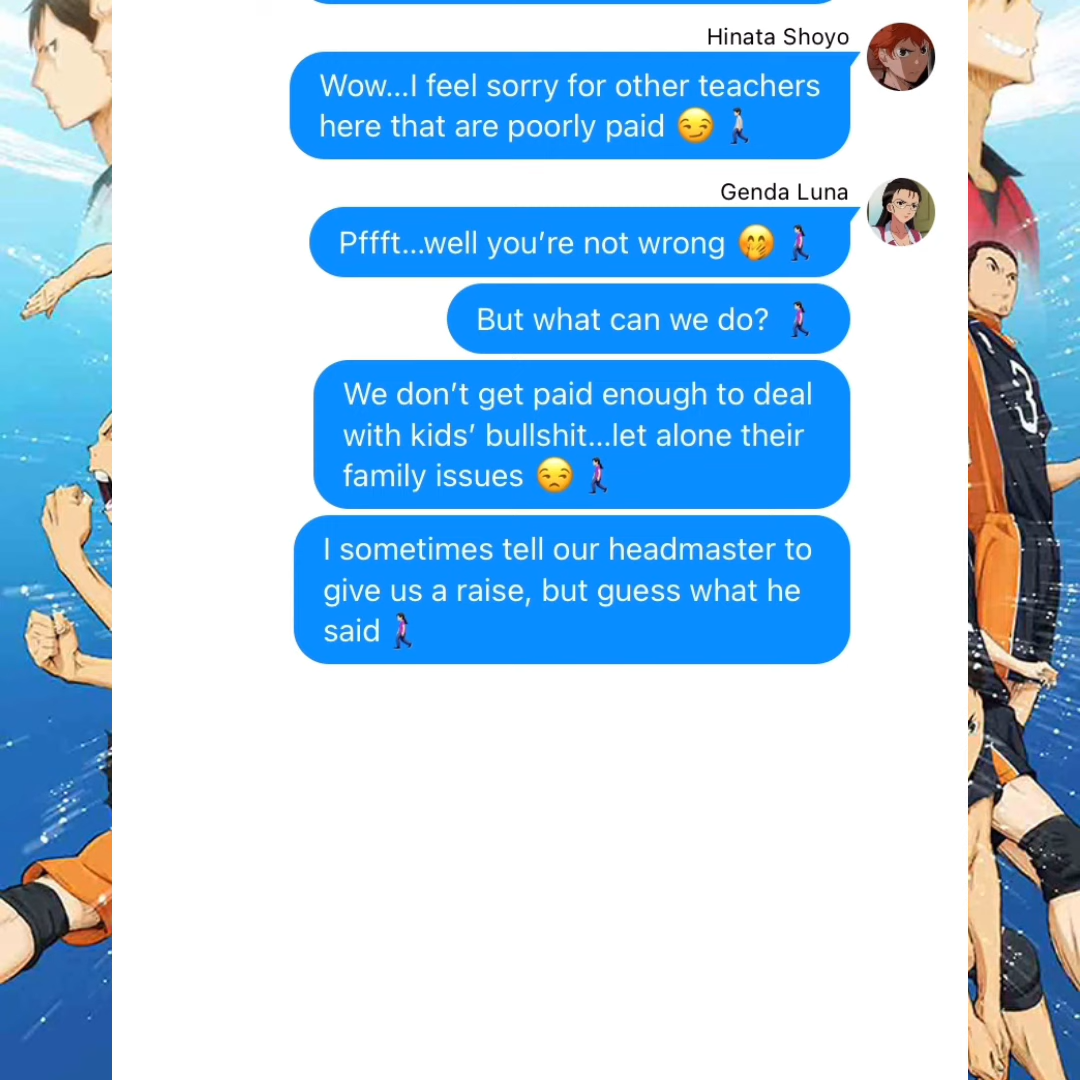 Hinata Shoyo
Wow...I feel sorry for other teachers
here that are poorly paid 😏 🚶🏻
Genda Luna
Pffft...well you’re not wrong 🤭 🚶🏻‍♀️
But what can we do? 🚶🏻‍♀️
We don’t get paid enough to deal
with kids’ bullshit...let alone their
family issues 😒 🚶🏻‍♀️
I sometimes tell our headmaster to
give us a raise, but guess what he
said 🚶🏻‍♀️
3